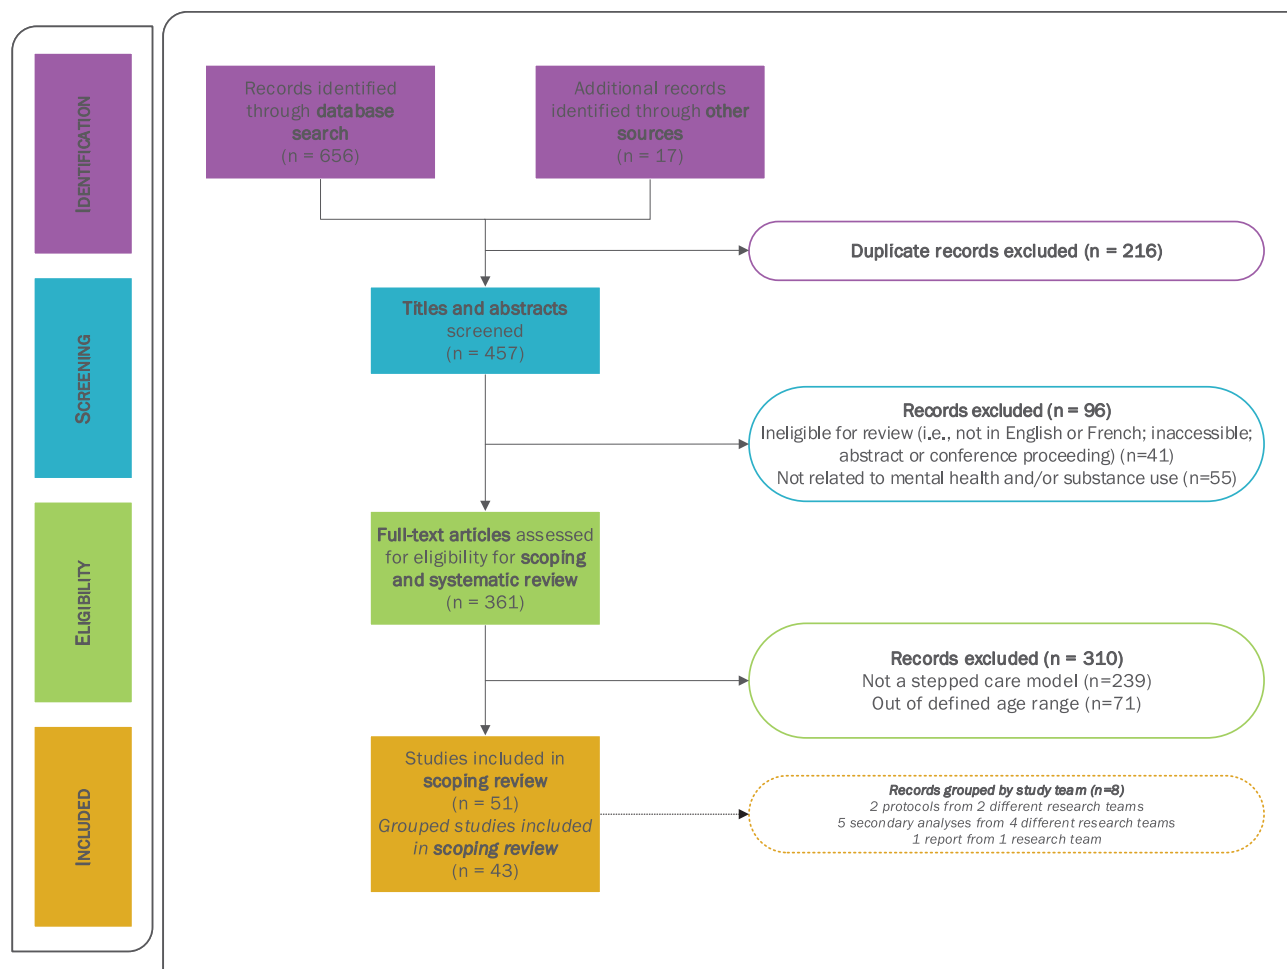 IDENTIFICATION
Records identified
through database
search
(n = 656)
Additional records
identified through other
sources
(n = 17)
Duplicate records excluded (n = 216)
SCREENING
Titles and abstracts
screened
(n = 457)
Records excluded (n = 96)
Ineligible for review (i.e., not in English or French; inaccessible;
abstract or conference proceeding) (n=41)
Not related to mental health and/or substance use (n=55)
ELIGIBILITY
Full-text articles assessed
for eligibility for scoping
and systematic review
(n = 361)
Records excluded (n = 310)
Not a stepped care model (n=239)
Out of defined age range (n=71)
INCLUDED
Studies included in
scoping review
(n = 51)
Grouped studies included
in scoping review
(n = 43)
Records grouped by study team (n=8)
2 protocols from 2 different research teams
5 secondary analyses from 4 different research teams
1 report from 1 research team